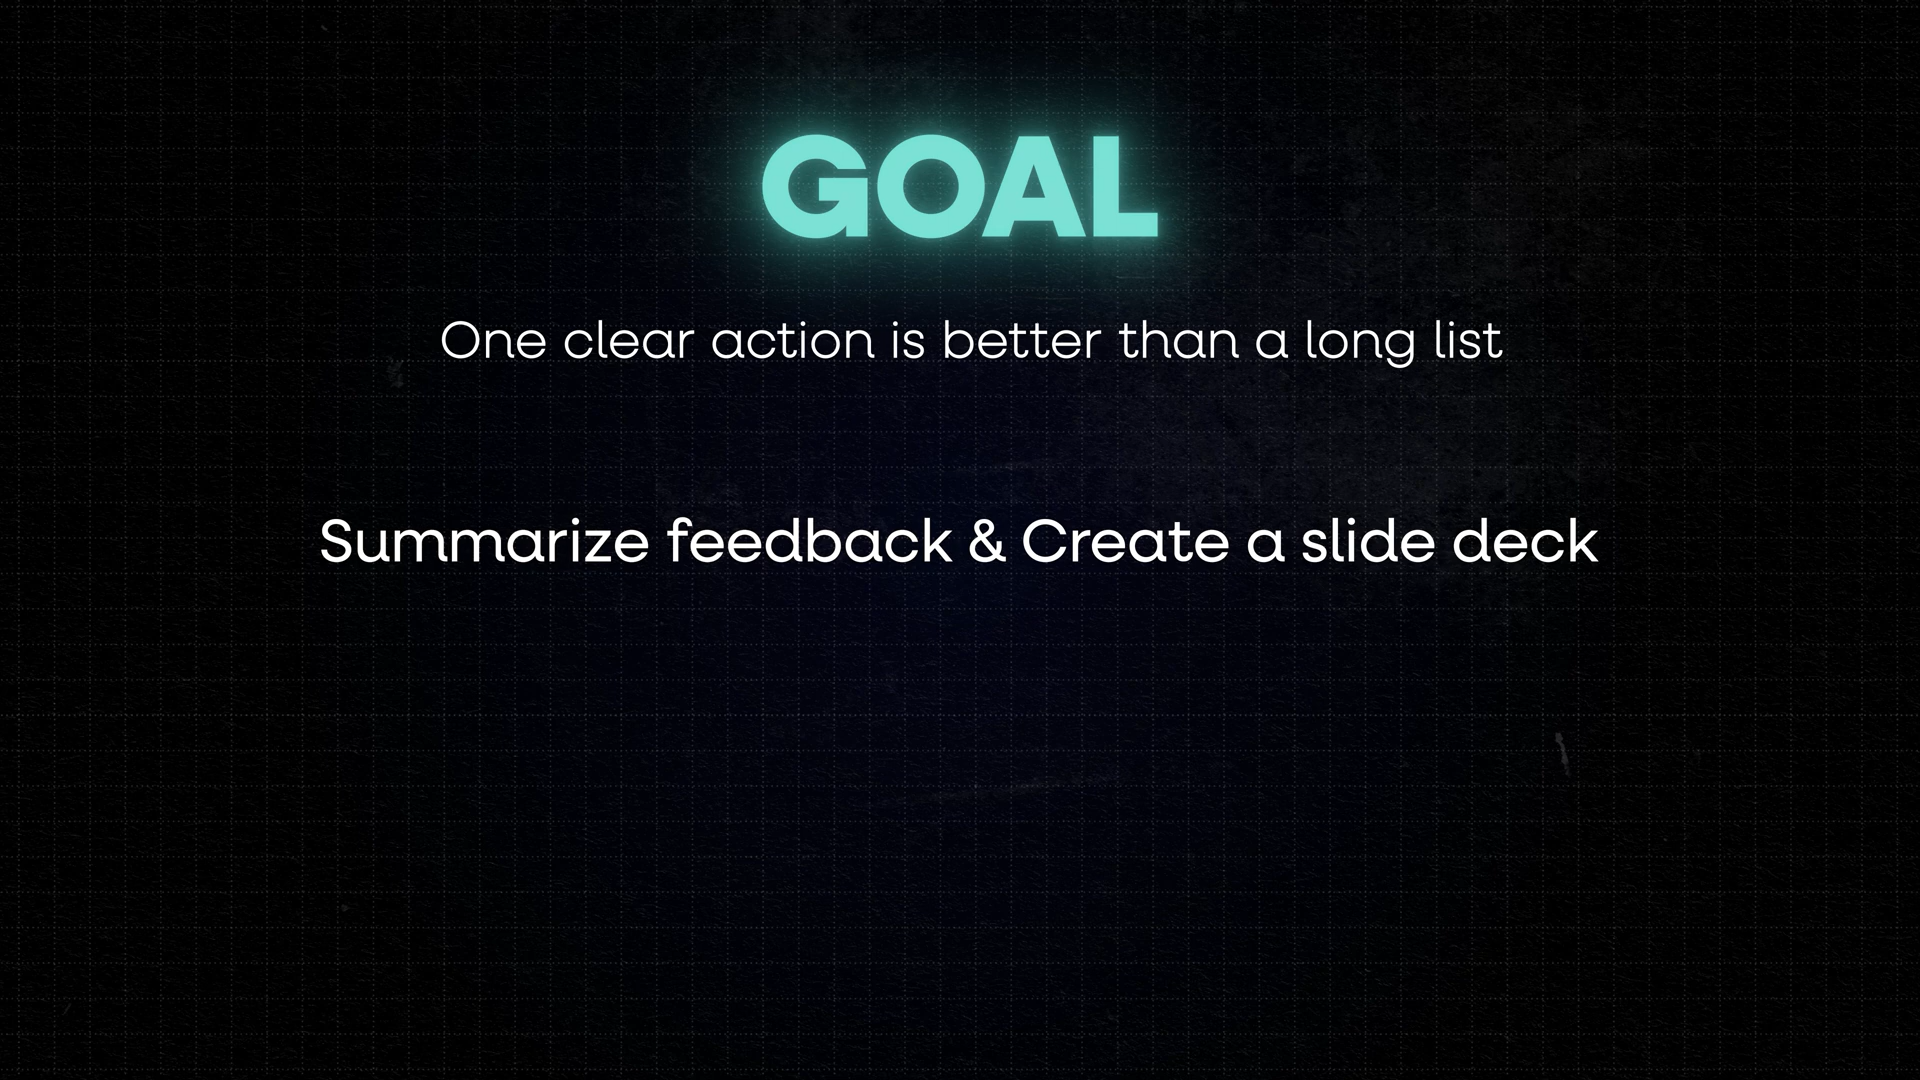 GOAL
One clear action is better than a long list
Summarize feedback & Create a slide deck